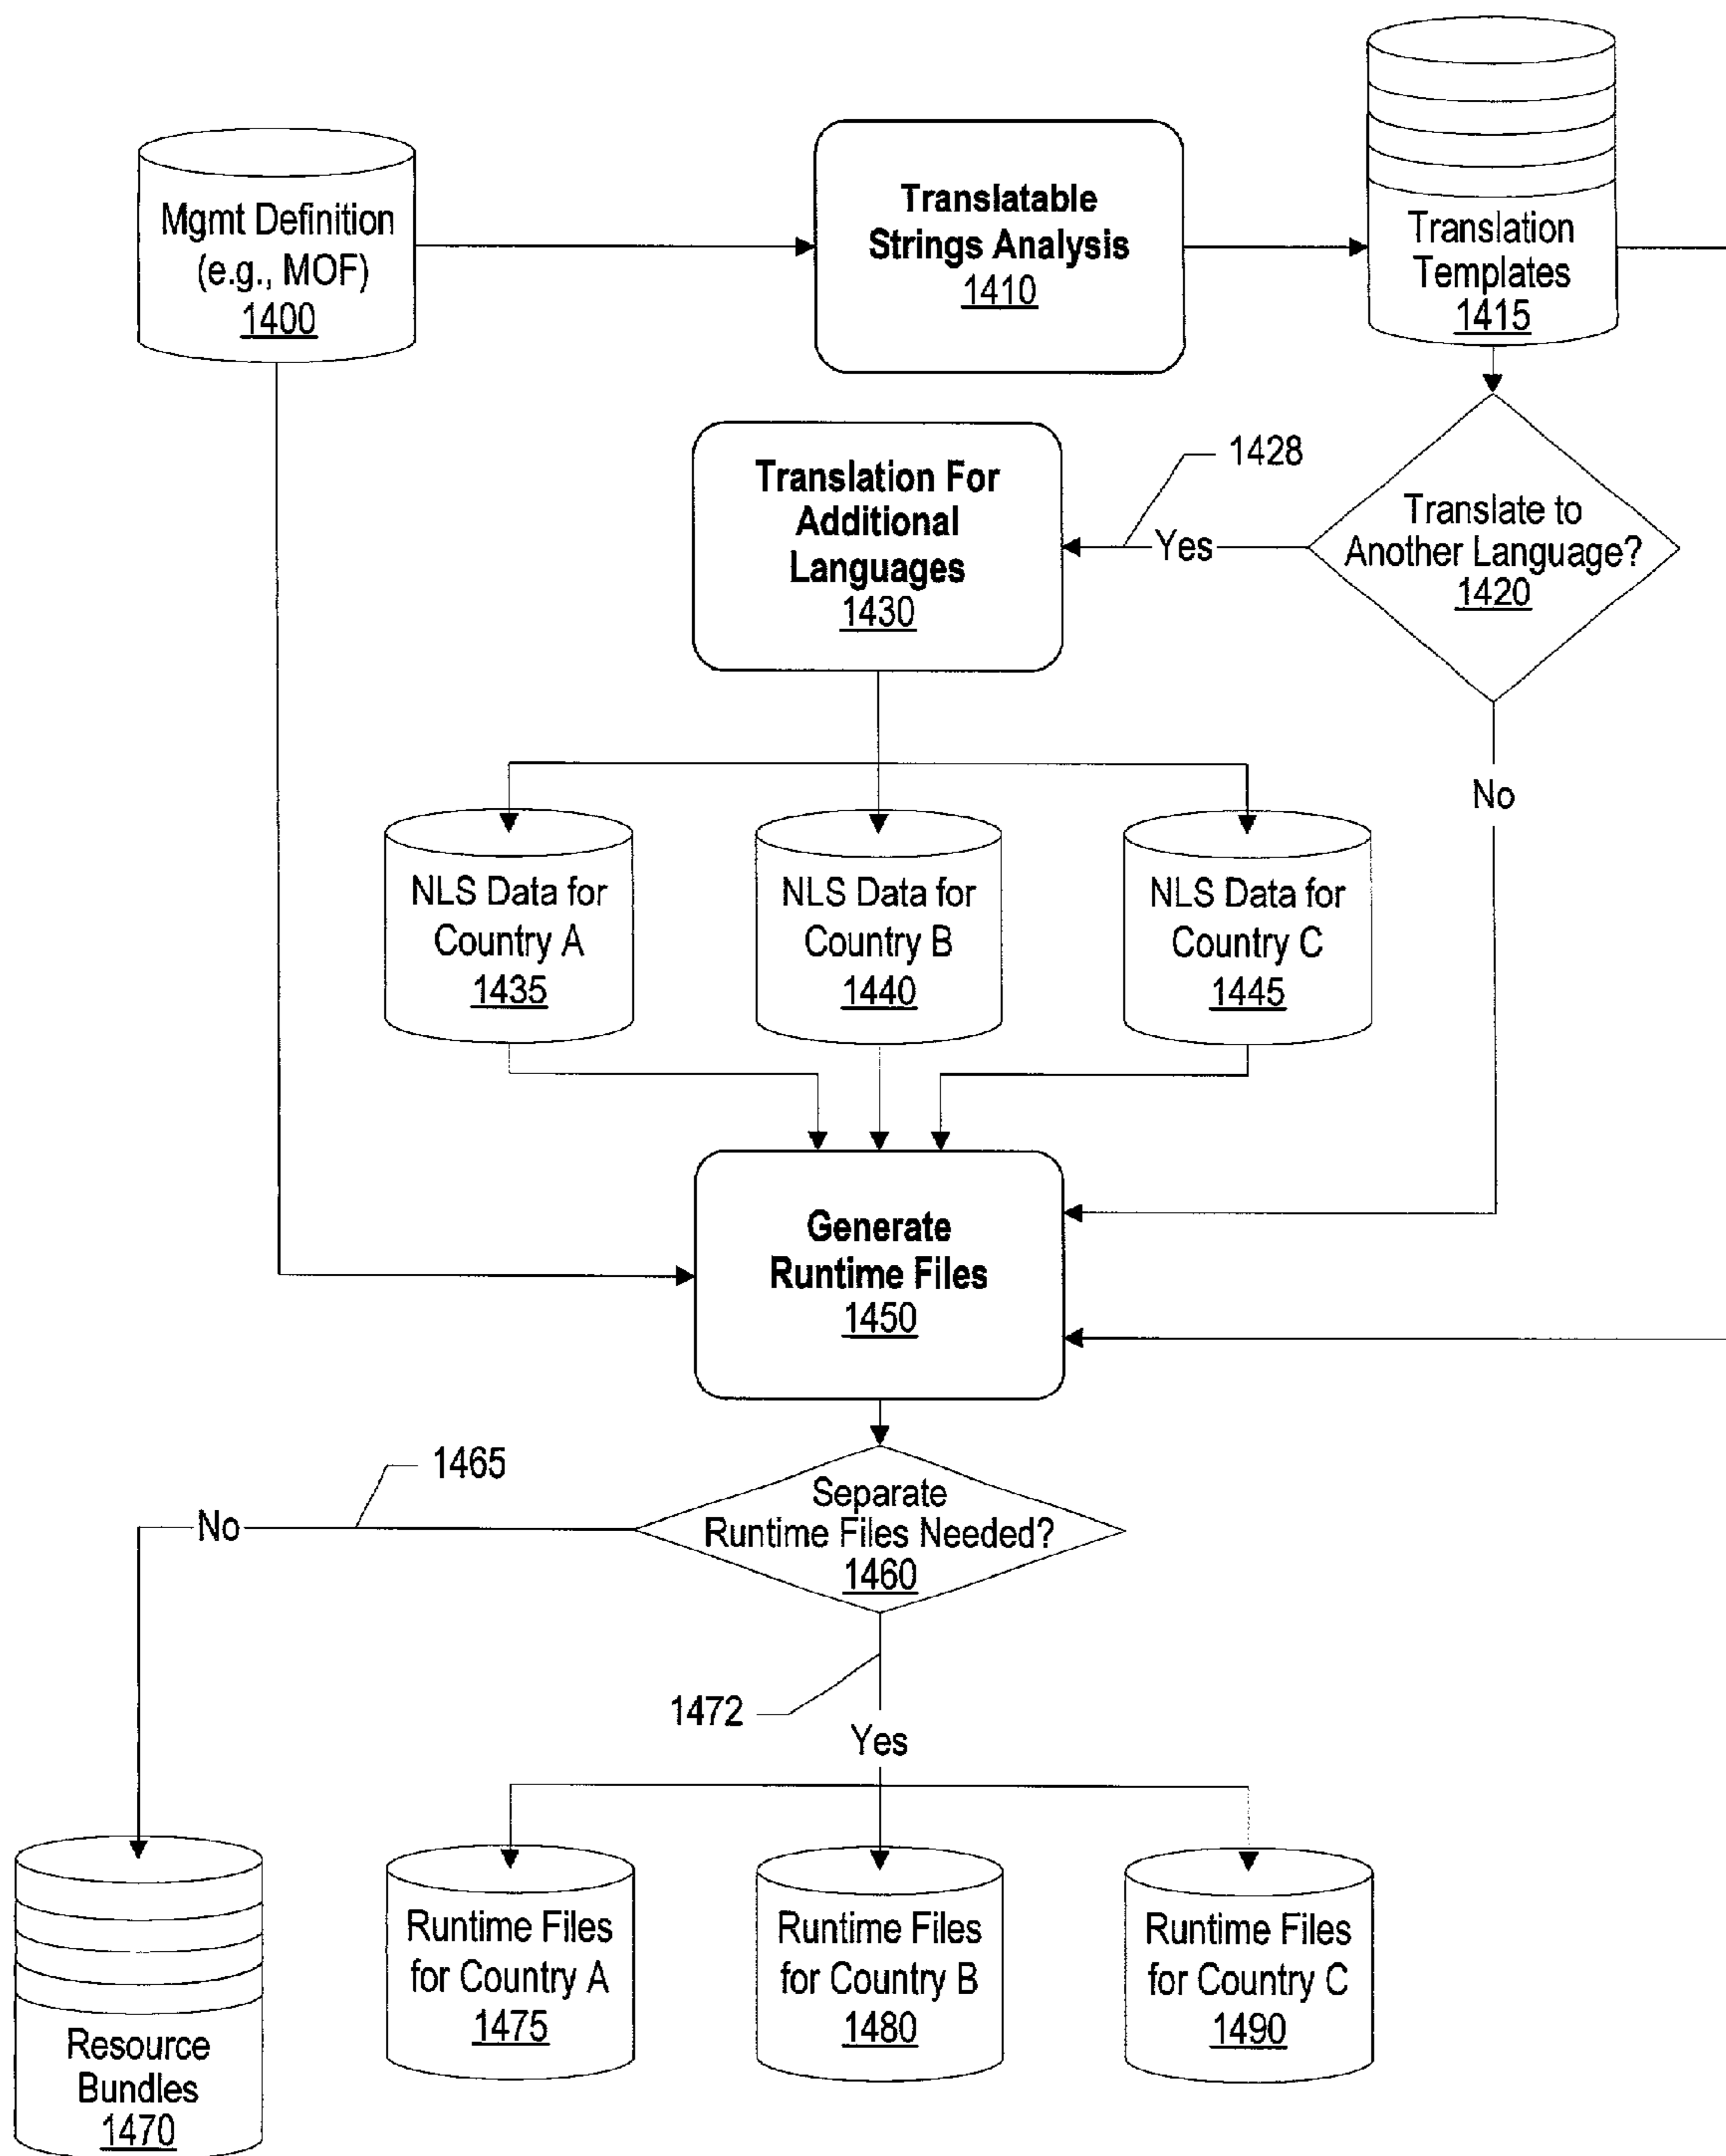 Mgmt Definition
(e.g., MOF)
1400
Translatable
Strings Analysis
1410
Translation
Templates
1415
Translation For
Additional
Languages
1430
1428
Yes
Translate to
Another Language?
1420
No
NLS Data for
Country A
1435
NLS Data for
Country B
1440
NLS Data for
Country C
1445
Generate
Runtime Files
1450
1465
No
Separate
Runtime Files Needed?
1460
1472
Yes
Resource
Bundles
1470
Runtime Files
for Country A
1475
Runtime Files
for Country B
1480
Runtime Files
for Country C
1490